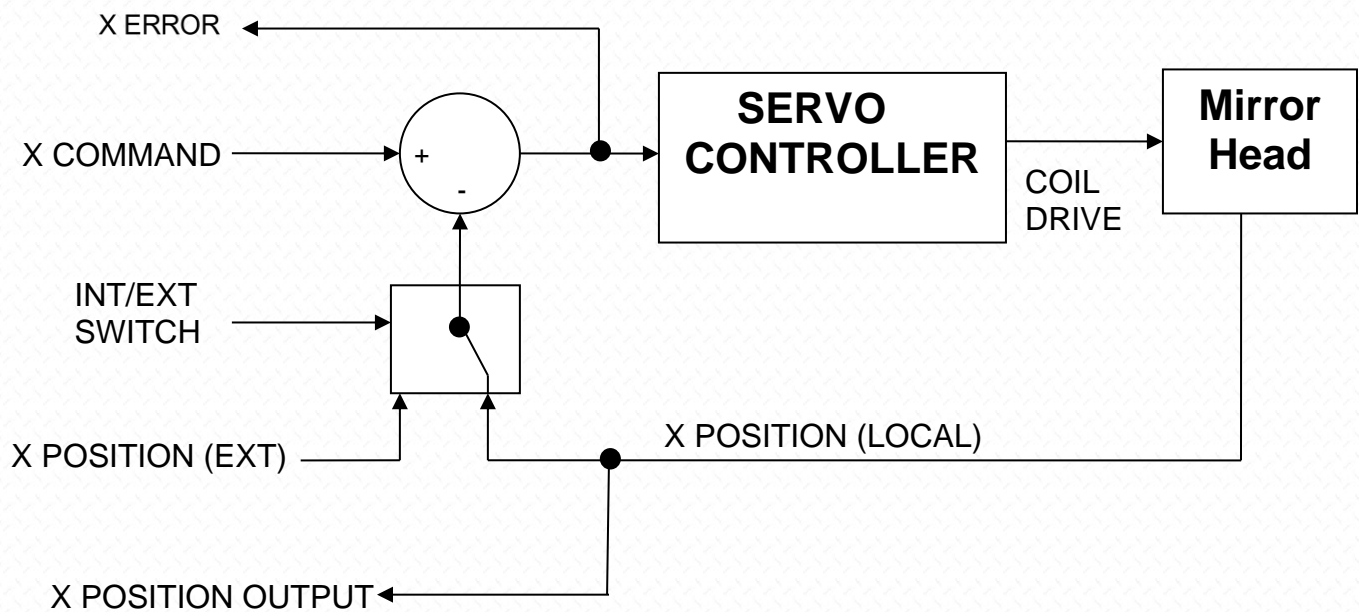 X ERROR
SERVO
CONTROLLER
Mirror
Head
X COMMAND
+
-
COIL
DRIVE
INT/EXT
SWITCH
X POSITION (LOCAL)
X POSITION (EXT)
X POSITION OUTPUT